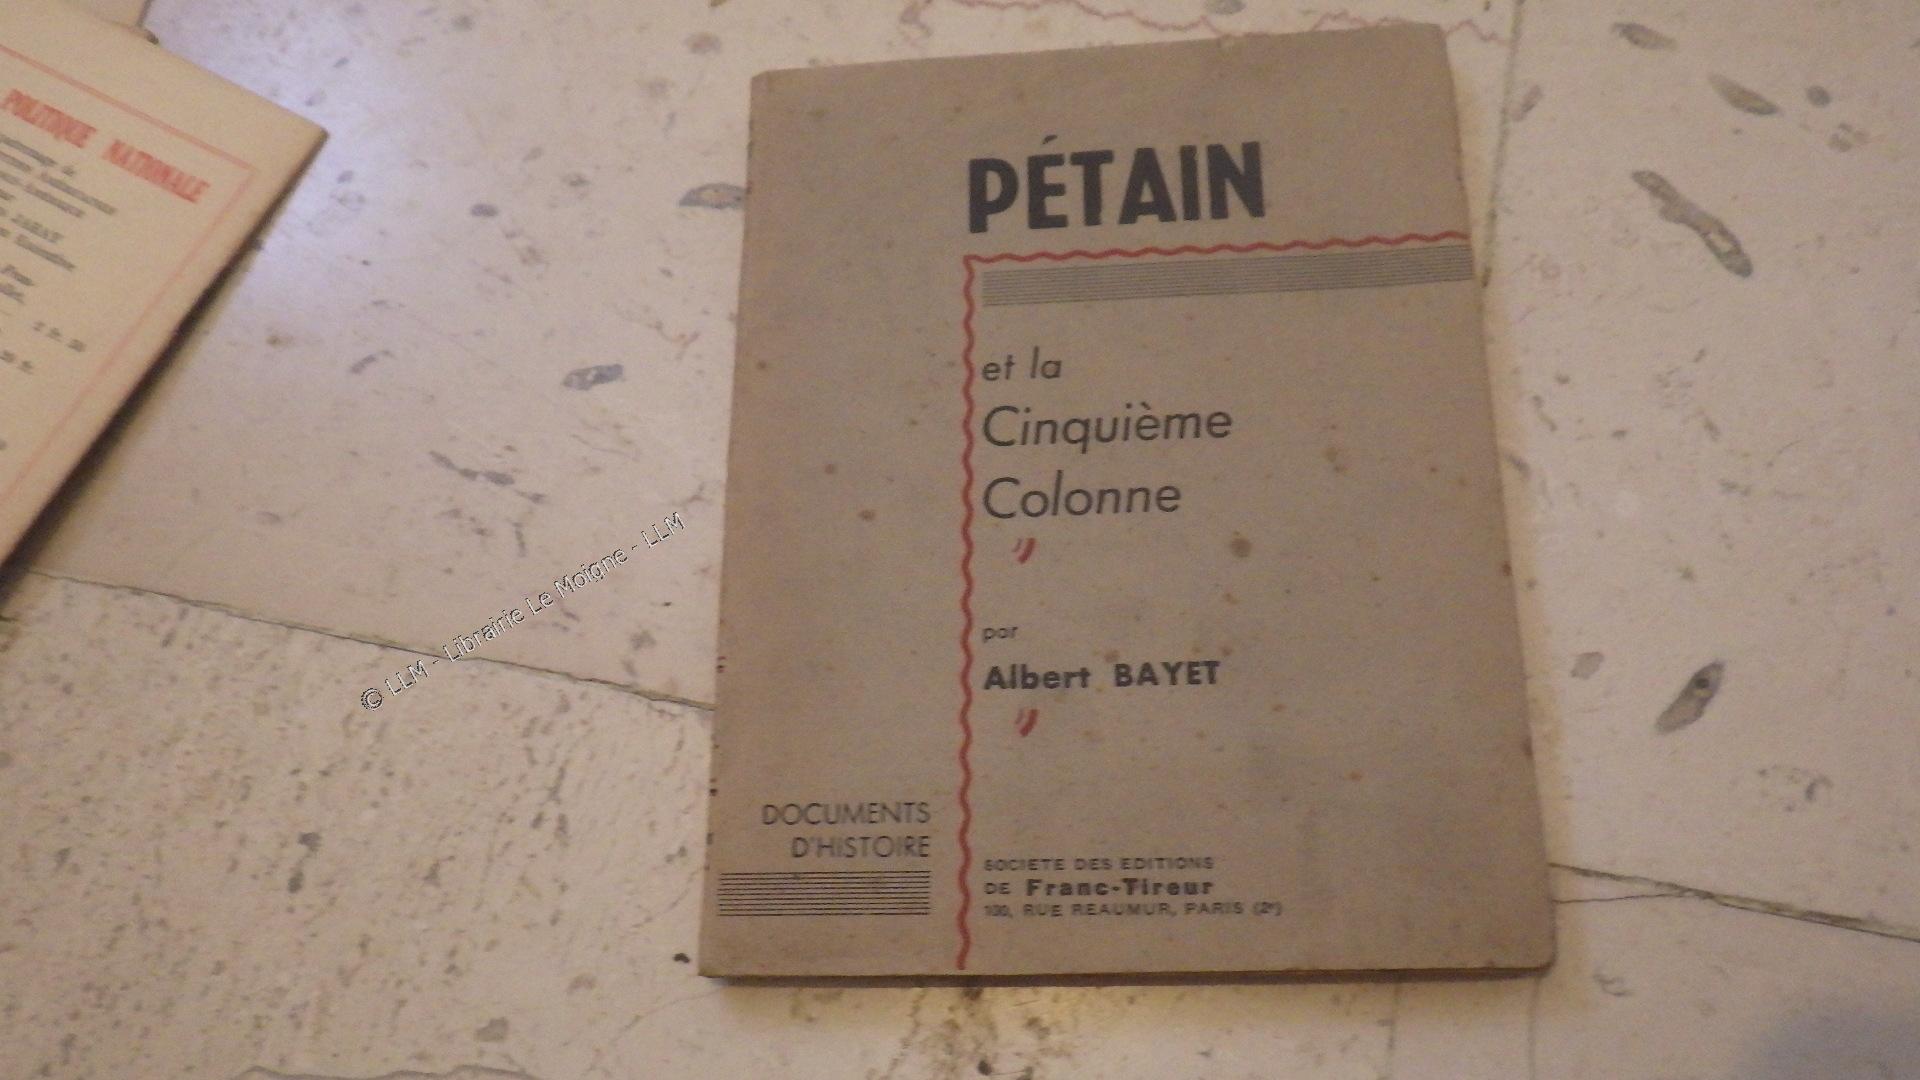 POLITIQUE NATIONALE
PÉTAIN
et la
Cinquième
Colonne
par
Albert BAYET
DOCUMENTS
D'HISTOIRE
SOCIETE DES EDITIONS
DE Franc-Tireur
100, RUE REAUMUR, PARIS (2e)
© LLM - Librairie Le Moigne - LLM